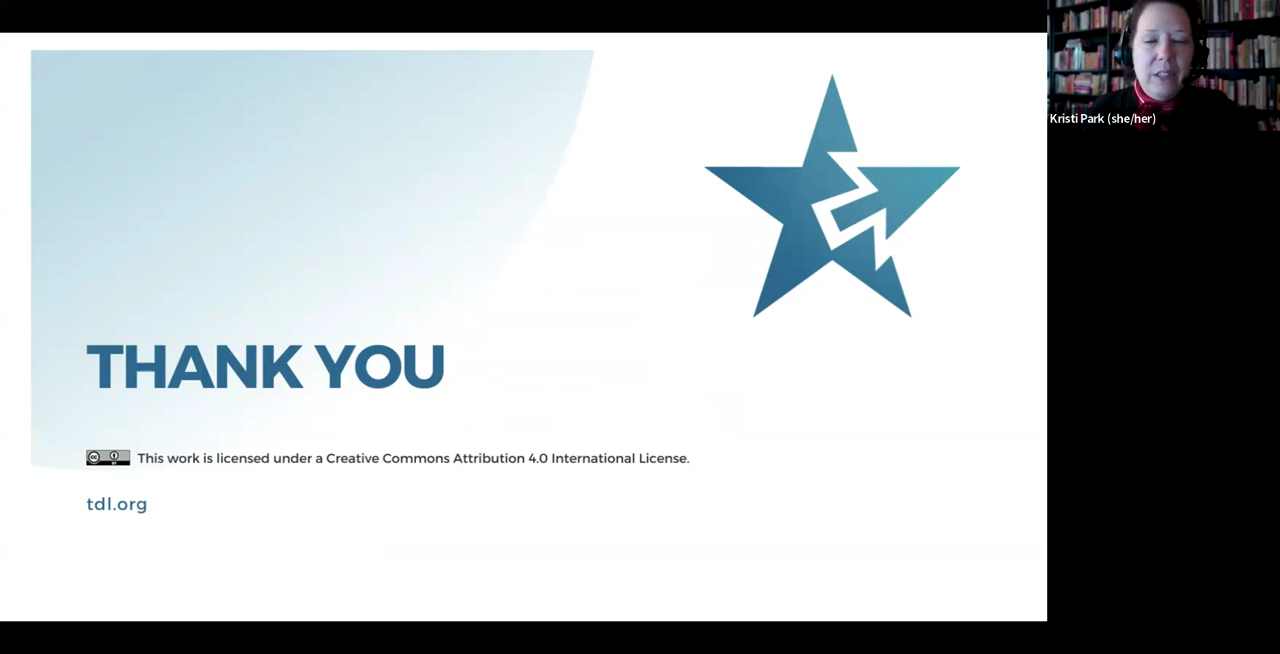 Kristi Park (she/her)
THANK YOU
This work is licensed under a Creative Commons Attribution 4.0 International License.
tdl.org